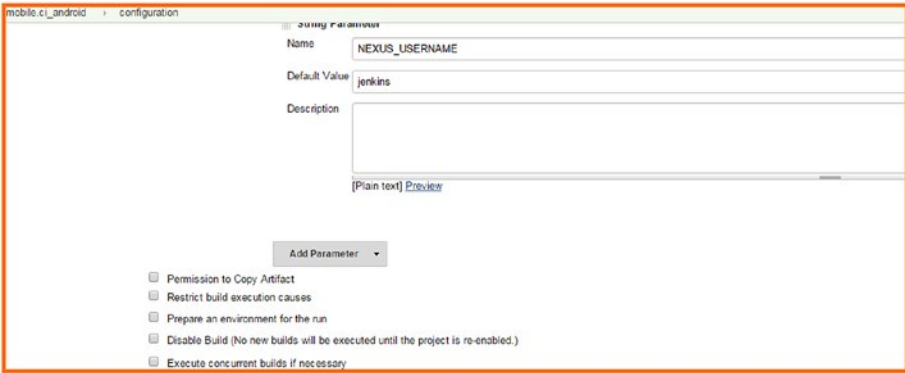 mobile.ci_android › configuration
String Parameter
Name
NEXUS_USERNAME
Default Value
jenkins
Description
[Plain text] Preview
Add Parameter
Permission to Copy Artifact
Restrict build execution causes
Prepare an environment for the run
Disable Build (No new builds will be executed until the project is re-enabled.)
Execute concurrent builds if necessary